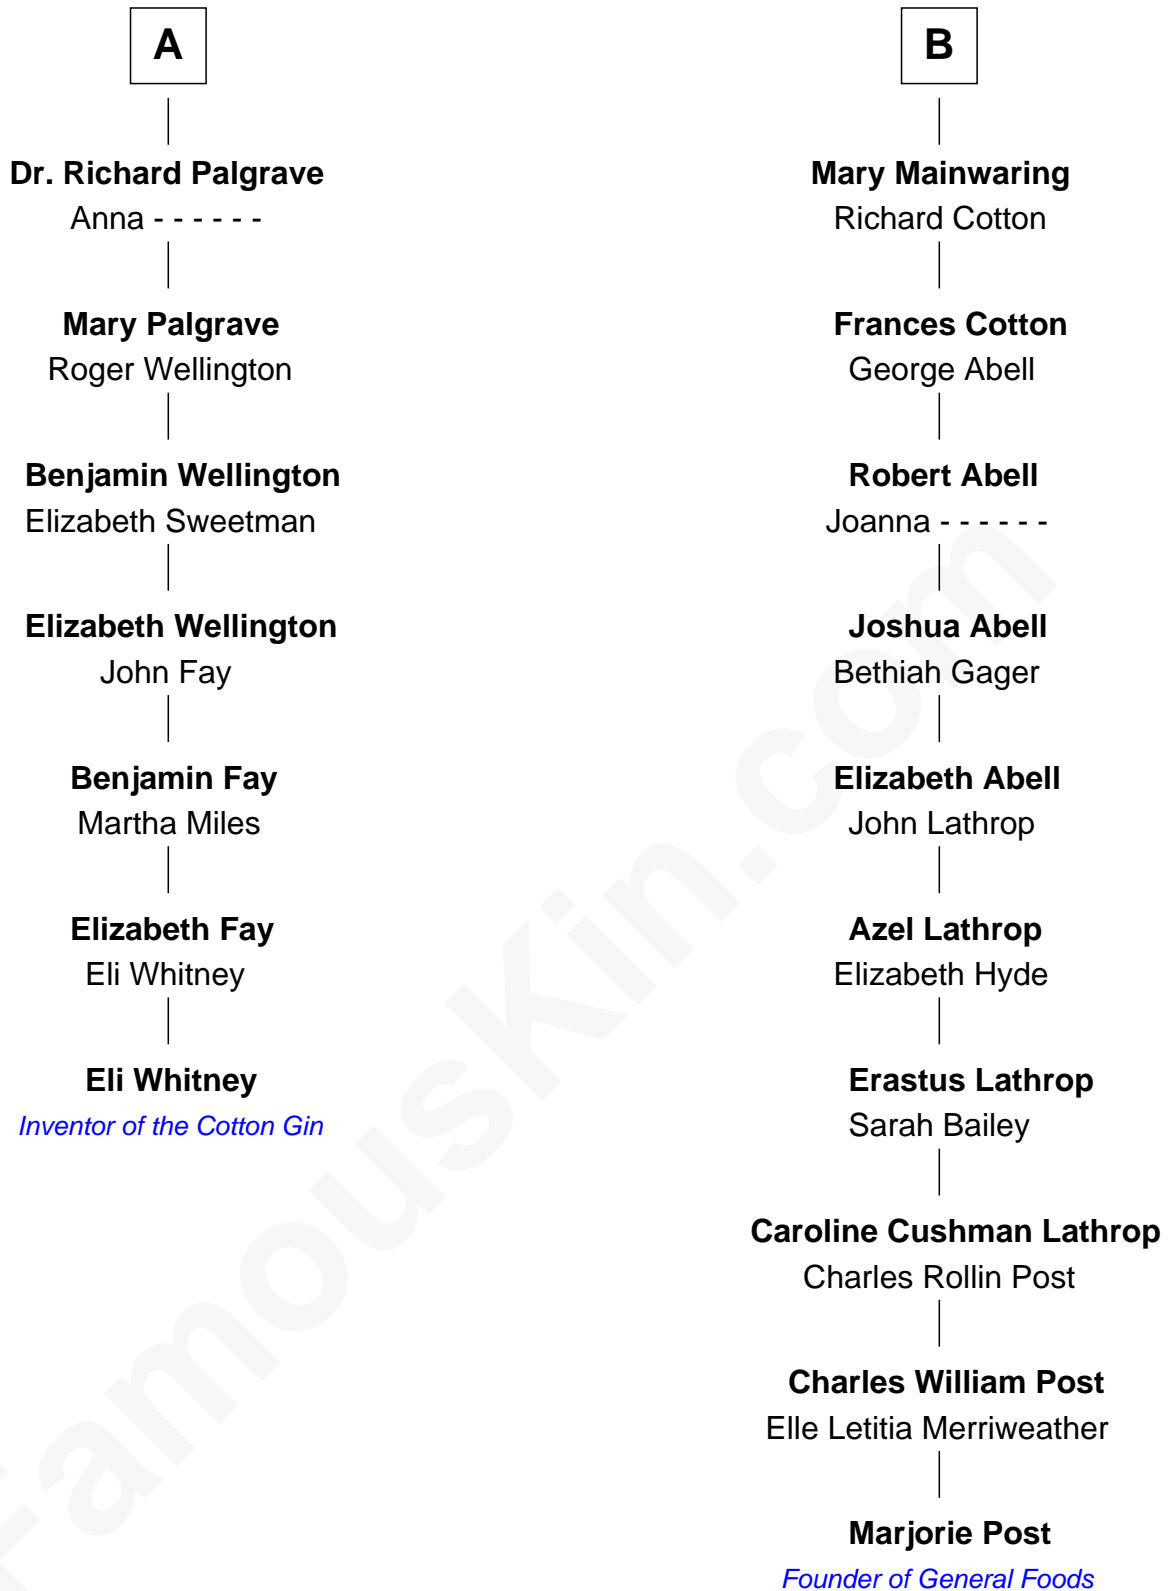 A
Dr. Richard Palgrave
Anna - - - - - -
Mary Palgrave
Roger Wellington
Benjamin Wellington
Elizabeth Sweetman
Elizabeth Wellington
John Fay
Benjamin Fay
Martha Miles
Elizabeth Fay
Eli Whitney
Eli Whitney
Inventor of the Cotton Gin
B
Mary Mainwaring
Richard Cotton
Frances Cotton
George Abell
Robert Abell
Joanna - - - - - -
Joshua Abell
Bethiah Gager
Elizabeth Abell
John Lathrop
Azel Lathrop
Elizabeth Hyde
Erastus Lathrop
Sarah Bailey
Caroline Cushman Lathrop
Charles Rollin Post
Charles William Post
Elle Letitia Merriweather
Marjorie Post
Founder of General Foods
FamousKin.com